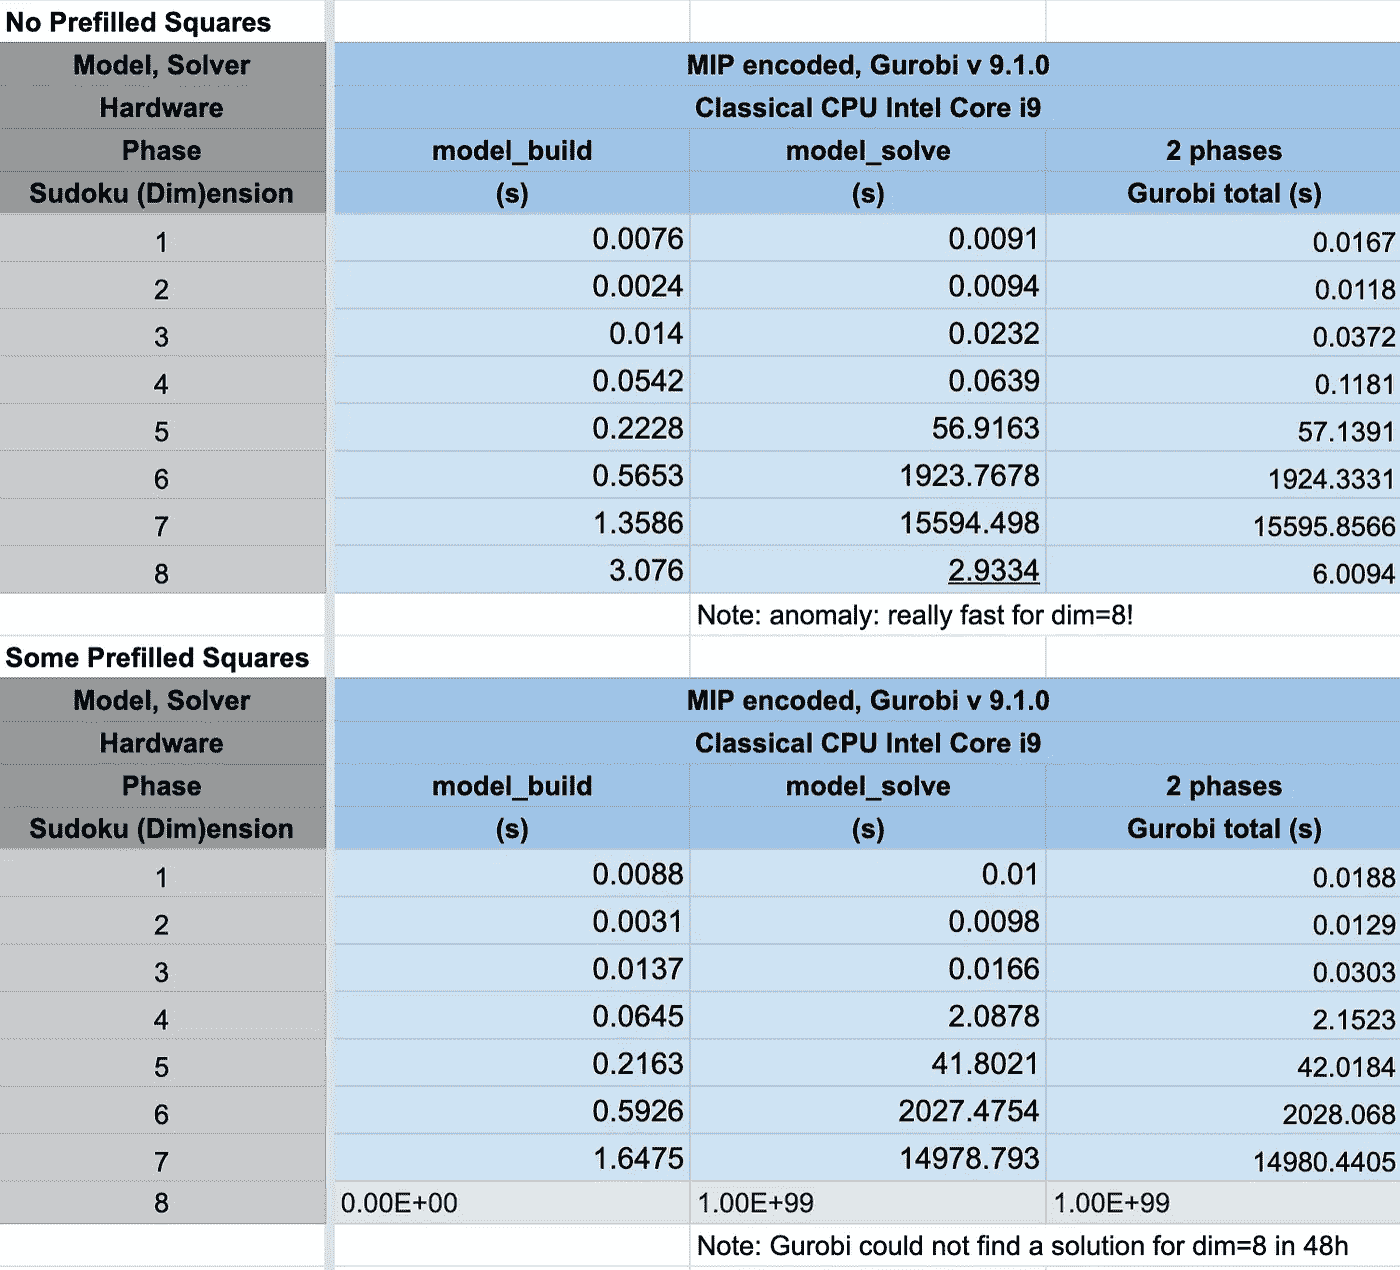 No Prefilled Squares
Model, Solver MIP encoded, Gurobi v 9.1.0
Hardware Classical CPU Intel Core i9
Phase model_build model_solve 2 phases
Sudoku (Dim)ension (s) (s) Gurobi total (s)
1 0.0076 0.0091 0.0167
2 0.0024 0.0094 0.0118
3 0.014 0.0232 0.0372
4 0.0542 0.0639 0.1181
5 0.2228 56.9163 57.1391
6 0.5653 1923.7678 1924.3331
7 1.3586 15594.498 15595.8566
8 3.076 2.9334 6.0094
Note: anomaly: really fast for dim=8!
Some Prefilled Squares
Model, Solver MIP encoded, Gurobi v 9.1.0
Hardware Classical CPU Intel Core i9
Phase model_build model_solve 2 phases
Sudoku (Dim)ension (s) (s) Gurobi total (s)
1 0.0088 0.01 0.0188
2 0.0031 0.0098 0.0129
3 0.0137 0.0166 0.0303
4 0.0645 2.0878 2.1523
5 0.2163 41.8021 42.0184
6 0.5926 2027.4754 2028.068
7 1.6475 14978.793 14980.4405
8 0.00E+00 1.00E+99 1.00E+99
Note: Gurobi could not find a solution for dim=8 in 48h